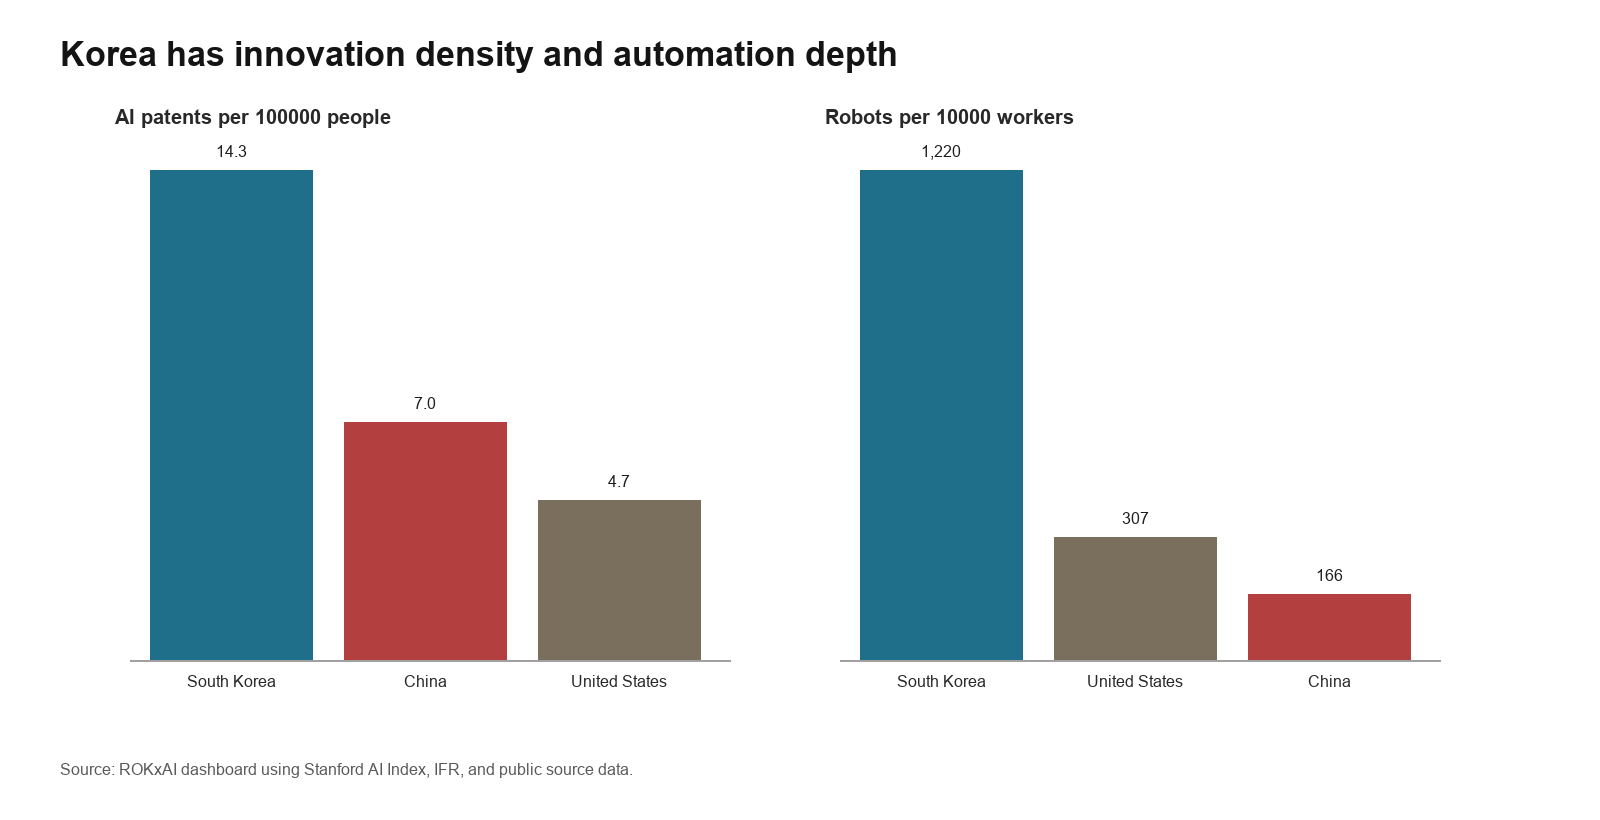 Korea has innovation density and automation depth
AI patents per 100000 people
14.3
7.0
4.7
South Korea
China
United States
Robots per 10000 workers
1,220
307
166
South Korea
United States
China
Source: ROKxAI dashboard using Stanford AI Index, IFR, and public source data.